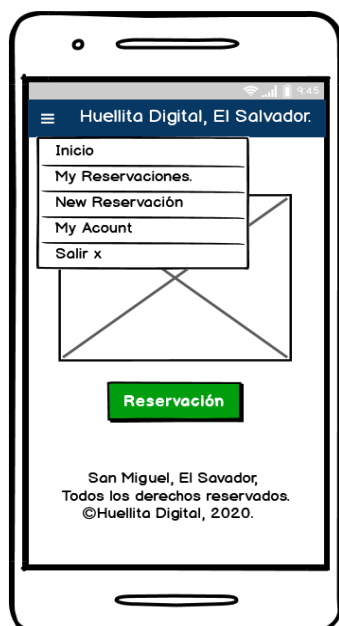 9:45
Huellita Digital, El Salvador.
Inicio
My Reservaciones.
New Reservación
My Acount
Salir x
Reservación
San Miguel, El Savador,
Todos los derechos reservados.
©Huellita Digital, 2020.